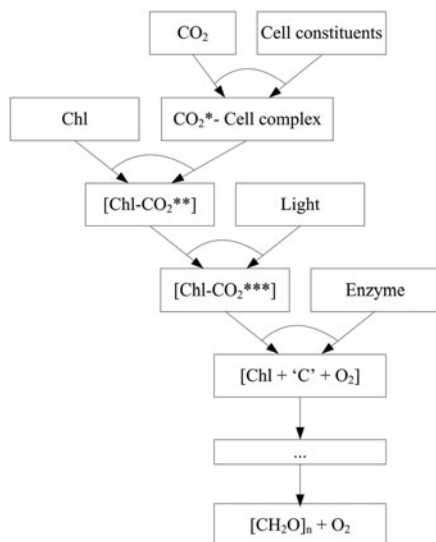 CO₂
Cell constituents
Chl
CO₂*- Cell complex
[Chl-CO₂**]
Light
[Chl-CO₂***]
Enzyme
[Chl + ‘C’ + O₂]
...
[CH₂O]ₙ + O₂